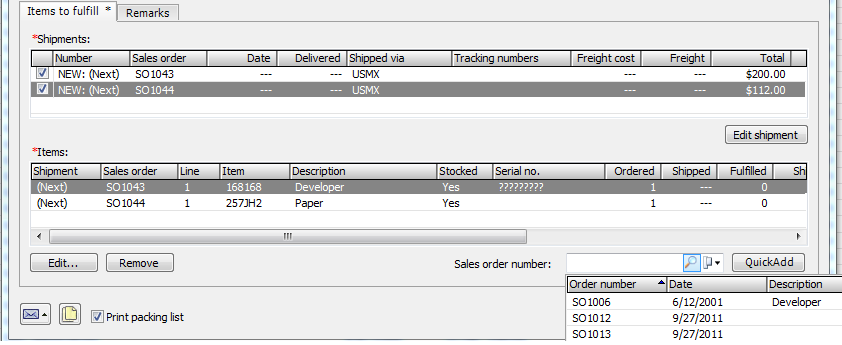 Items to fulfill * Remarks
*Shipments:
Number Sales order Date Delivered Shipped via Tracking numbers Freight cost Freight Total
NEW: (Next) SO1043 --- --- USMX --- --- $200.00
NEW: (Next) SO1044 --- --- USMX --- --- $112.00
Edit shipment
*Items:
Shipment Sales order Line Item Description Stocked Serial no. Ordered Shipped Fulfilled Sh
(Next) SO1043 1 168168 Developer Yes ????????? 1 --- 0
(Next) SO1044 1 257JH2 Paper Yes 1 --- 0
Edit... Remove Sales order number: QuickAdd
Order number Date Description
SO1006 6/12/2001 Developer
SO1012 9/27/2011
Print packing list
SO1013 9/27/2011